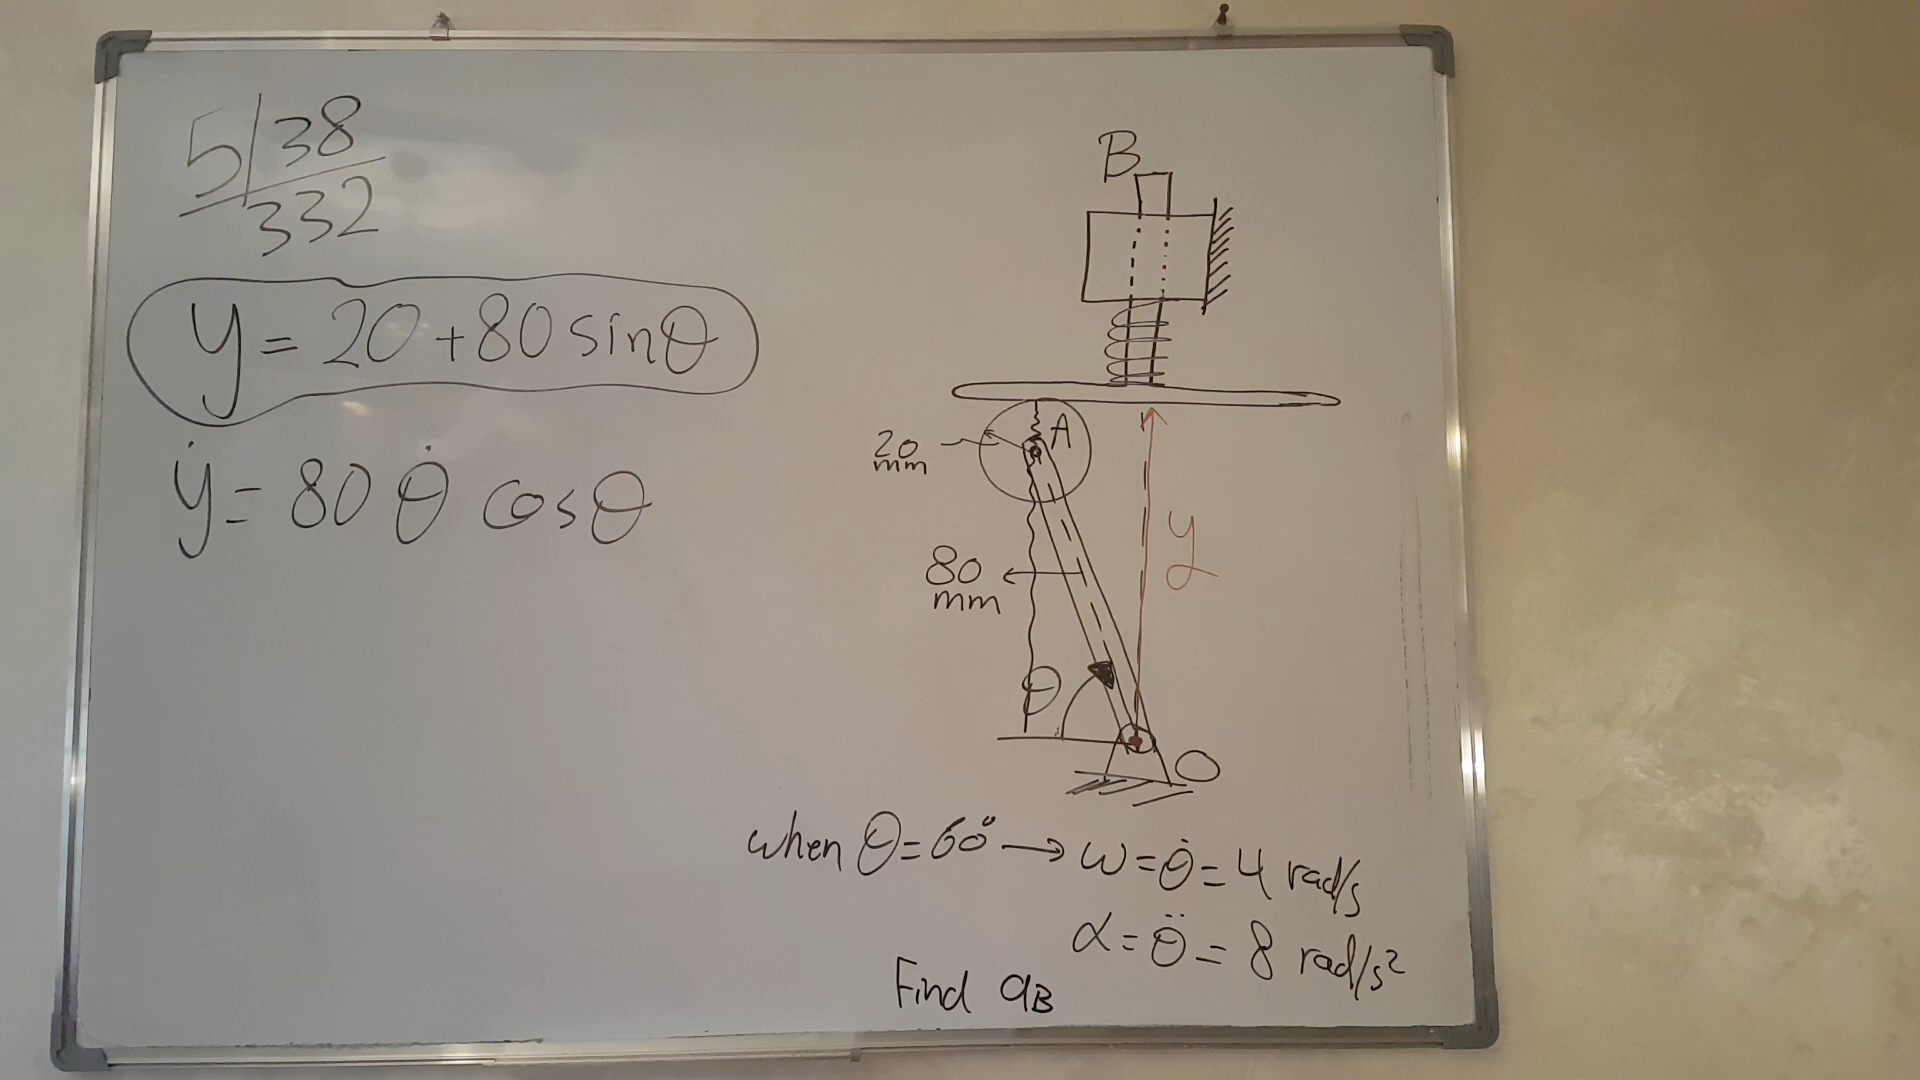 5/38
332
y = 20 + 80 sinθ
ẏ = 80 θ̇ cosθ
B
A
20
mm
80
mm
y
θ
O
when θ = 60° → ω = θ̇ = 4 rad/s
α = θ̈ = 8 rad/s²
Find aB